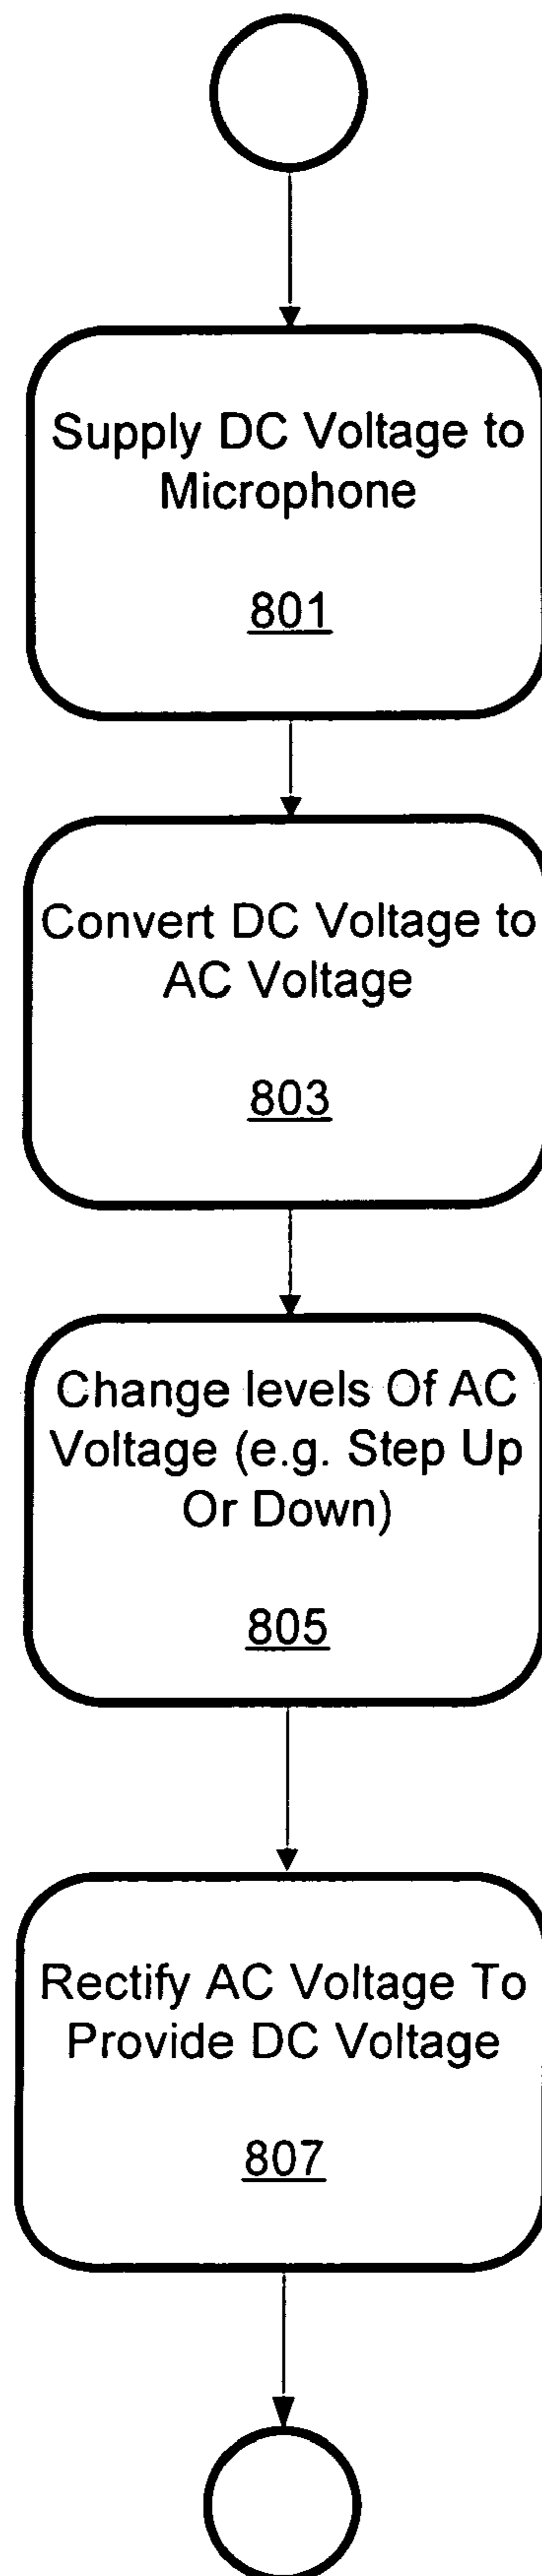 Supply DC Voltage to
Microphone
801
Convert DC Voltage to
AC Voltage
803
Change levels Of AC
Voltage (e.g. Step Up
Or Down)
805
Rectify AC Voltage To
Provide DC Voltage
807